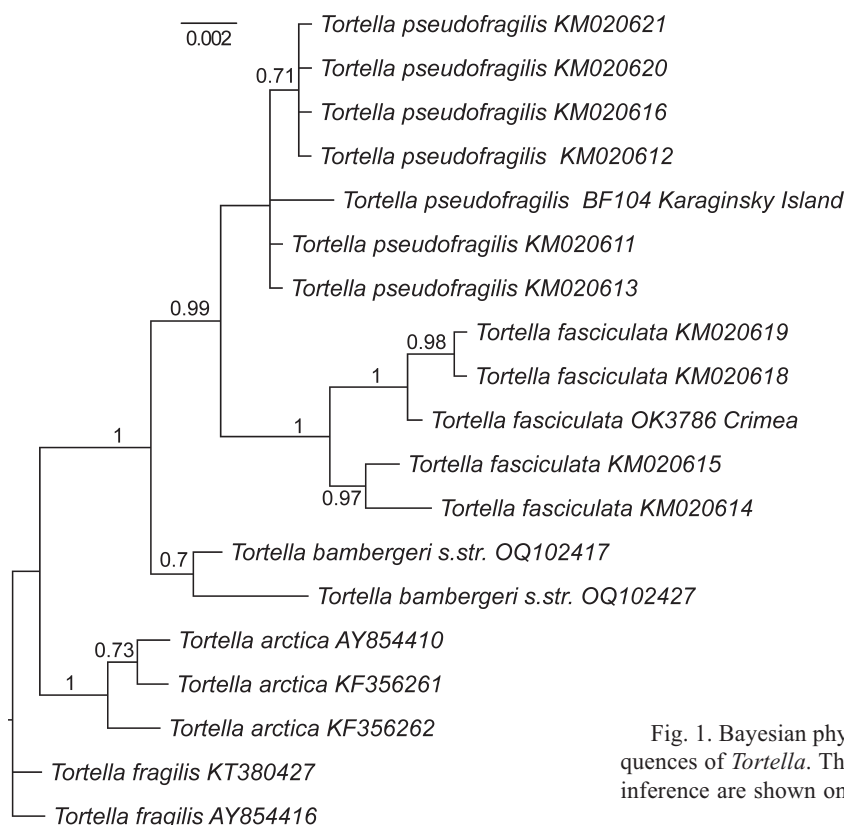 0.002
Tortella pseudofragilis KM020621
0.71
Tortella pseudofragilis KM020620
Tortella pseudofragilis KM020616
Tortella pseudofragilis KM020612
Tortella pseudofragilis BF104 Karaginsky Island
Tortella pseudofragilis KM020611
Tortella pseudofragilis KM020613
0.99
Tortella fasciculata KM020619
0.98
Tortella fasciculata KM020618
1
Tortella fasciculata OK3786 Crimea
1
1
Tortella fasciculata KM020615
0.97
Tortella fasciculata KM020614
Tortella bambergeri s.str. OQ102417
0.7
Tortella bambergeri s.str. OQ102427
Tortella arctica AY854410
0.73
Tortella arctica KF356261
1
Tortella arctica KF356262
Tortella fragilis KT380427
Tortella fragilis AY854416
Fig. 1. Bayesian phy
quences of Tortella. Th
inference are shown on